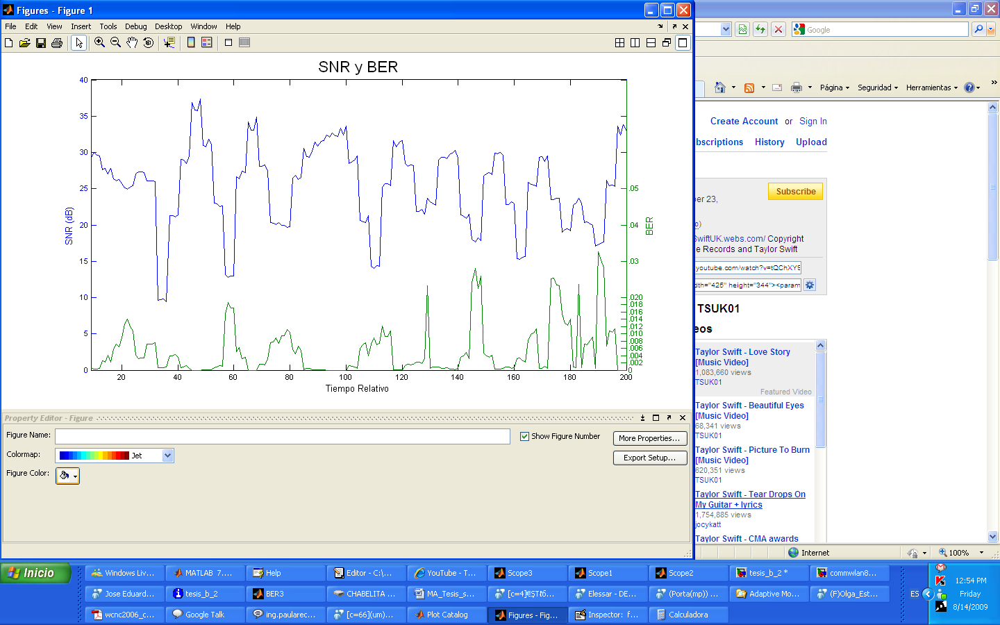 Figures - Figure 1
File Edit View Insert Tools Debug Desktop Window Help
SNR y BER
SNR (dB)
40
35
30
25
20
15
10
5
0
20 40 60 80 100 120 140 160 180 200
Tiempo Relativo
BER
.05
.04
.03
.020
.018
.016
.014
.012
.010
.008
.006
.004
.002
0
Property Editor - Figure
Figure Name:
Show Figure Number
More Properties...
Colormap:
Jet
Export Setup...
Figure Color:
Google
Página Seguridad Herramientas
Create Account or Sign In
bscriptions History Upload
Subscribe
er 23,
SwiftUK.webs.com/ Copyright
e Records and Taylor Swift
youtube.com/watch?v=tQChXYS
dth="425" height="344"><param
TSUK01
eos
Taylor Swift - Love Story
[Music Video]
1,083,660 views
TSUK01
Featured Video
Taylor Swift - Beautiful Eyes
[Music Video]
68,341 views
TSUK01
Taylor Swift - Picture To Burn
[Music Video]
620,351 views
TSUK01
Taylor Swift - Tear Drops On
My Guitar + lyrics
1,754,885 views
jocykatt
Taylor Swift - CMA awards
Internet
100%
Inicio
Windows Liv...
MATLAB 7....
Help
Editor - C:\...
YouTube - T...
Scope3
Scope1
Scope2
tesis_b_2 *
commwlan8...
Jose Eduard...
tesis_b_2
BER3
CHABELITA ...
MA_Tesis_s...
Elessar - DE...
(Porta(mp)) ...
Adaptive Mo...
(F)Olga_Est...
wcnc2006_c...
Google Talk
ing.paularec...
[c=66](um)...
Plot Catalog
Figures - Fig...
Inspector: f...
Calculadora
ES
12:54 PM
Friday
8/14/2009